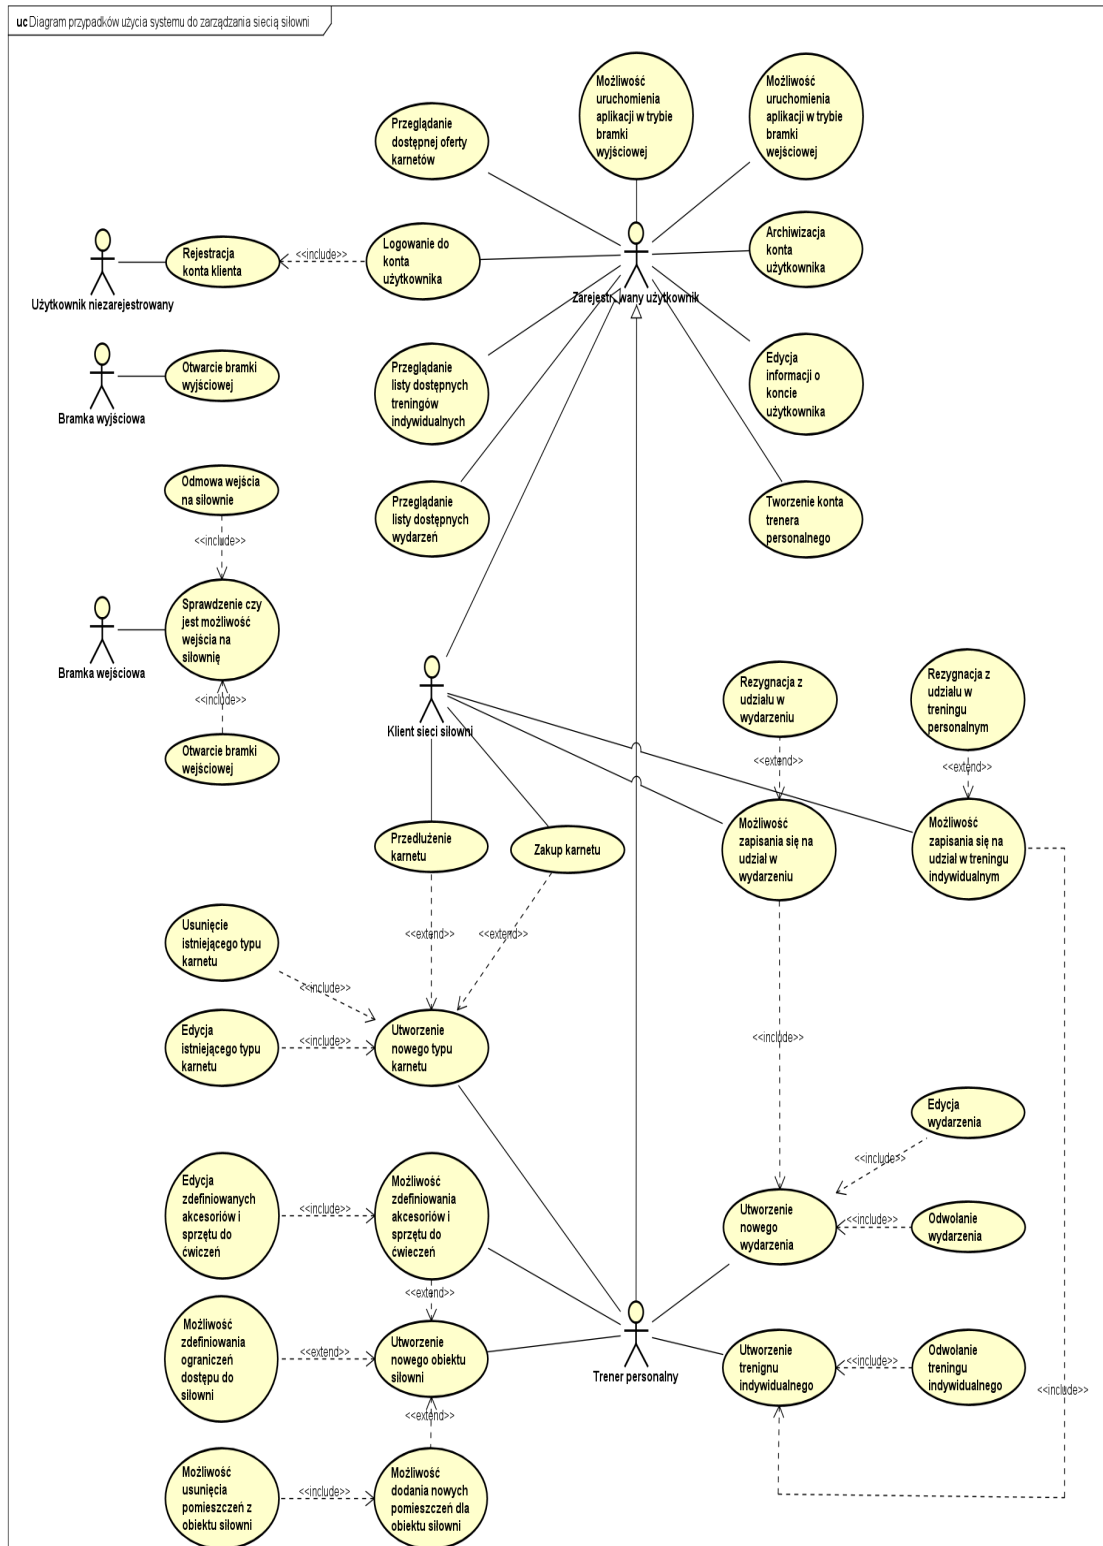 uc Diagram przypadków użycia systemu do zarządzania siecią siłowni
Możliwość
uruchomienia
aplikacji w trybie
bramki
wyjściowej
Możliwość
uruchomienia
aplikacji w trybie
bramki
wejściowej
Przeglądanie
dostępnej oferty
karnetów
Rejestracja
konta klienta
<<include>>
Logowanie do
konta
użytkownika
Archiwizacja
konta
użytkownika
Użytkownik niezarejestrowany
Zarejestrowany użytkownik
Otwarcie bramki
wyjściowej
Bramka wyjściowa
Przeglądanie
listy dostępnych
treningów
indywidualnych
Edycja
informacji o
koncie
użytkownika
Odmowa wejścia
na siłownie
<<include>>
Przeglądanie
listy dostępnych
wydarzeń
Tworzenie konta
trenera
personalnego
Sprawdzenie czy
jest możliwość
wejścia na
siłownię
Bramka wejściowa
<<include>>
Otwarcie bramki
wejściowej
Klient sieci siłowni
Rezygnacja z
udziału w
wydarzeniu
Rezygnacja z
udziału w
treningu
personalnym
<<extend>>
<<extend>>
Przedłużenie
karnetu
Zakup karnetu
Możliwość
zapisania się na
udział w
wydarzeniu
Możliwość
zapisania się na
udział w treningu
indywidualnym
<<extend>>
<<extend>>
Usunięcie
istniejącego typu
karnetu
<<include>>
Edycja
istniejącego typu
karnetu
<<include>>
Utworzenie
nowego typu
karnetu
<<include>>
Edycja
wydarzenia
<<include>>
Edycja
zdefiniowanych
akcesoriów i
sprzętu do
ćwiczeń
<<include>>
Możliwość
zdefiniowania
akcesoriów i
sprzętu do
ćwieczeń
Utworzenie
nowego
wydarzenia
<<include>>
Odwołanie
wydarzenia
<<extend>>
Możliwość
zdefiniowania
ograniczeń
dostępu do
siłowni
<<extend>>
Utworzenie
nowego obiektu
siłowni
Trener personalny
Utworzenie
trenignu
indywidualnego
<<include>>
Odwołanie
treningu
indywidualnego
<<include>>
<<extend>>
Możliwość
usunięcia
pomieszczeń z
obiektu siłowni
<<include>>
Możliwość
dodania nowych
pomieszczeń dla
obiektu siłowni